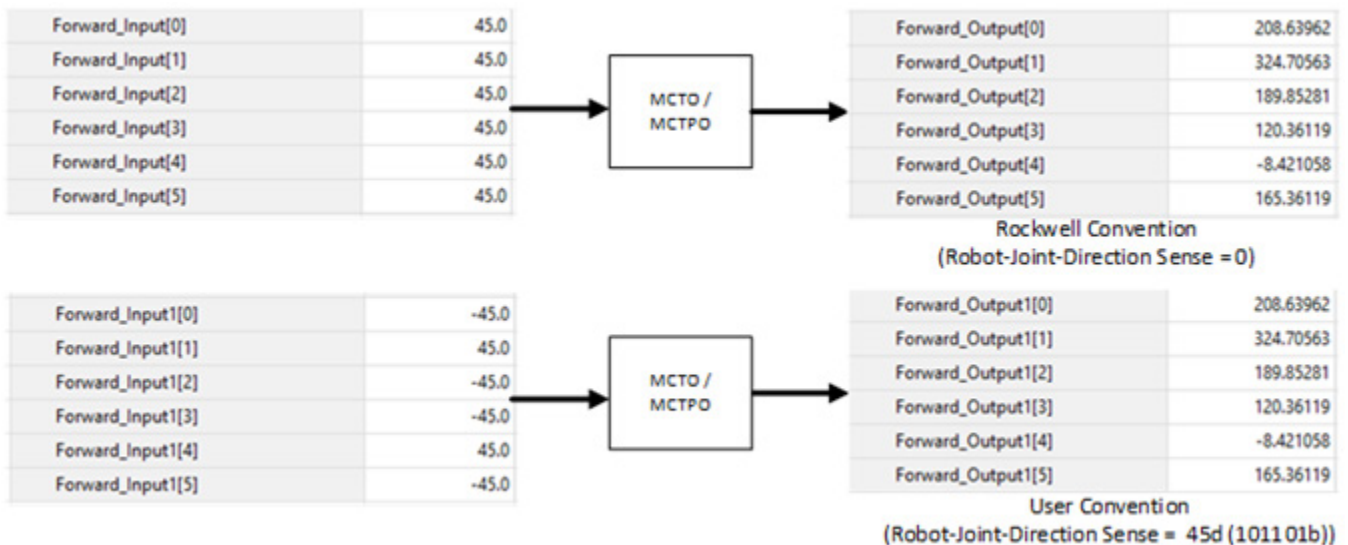 Forward_Input[0] 45.0
Forward_Input[1] 45.0
Forward_Input[2] 45.0
Forward_Input[3] 45.0
Forward_Input[4] 45.0
Forward_Input[5] 45.0
MCTO /
MCTPO
Forward_Output[0] 208.63962
Forward_Output[1] 324.70563
Forward_Output[2] 189.85281
Forward_Output[3] 120.36119
Forward_Output[4] -8.421058
Forward_Output[5] 165.36119
Rockwell Convention
(Robot-Joint-Direction Sense = 0)
Forward_Input1[0] -45.0
Forward_Input1[1] 45.0
Forward_Input1[2] -45.0
Forward_Input1[3] -45.0
Forward_Input1[4] 45.0
Forward_Input1[5] -45.0
MCTO /
MCTPO
Forward_Output1[0] 208.63962
Forward_Output1[1] 324.70563
Forward_Output1[2] 189.85281
Forward_Output1[3] 120.36119
Forward_Output1[4] -8.421058
Forward_Output1[5] 165.36119
User Convention
(Robot-Joint-Direction Sense = 45d (101101b))